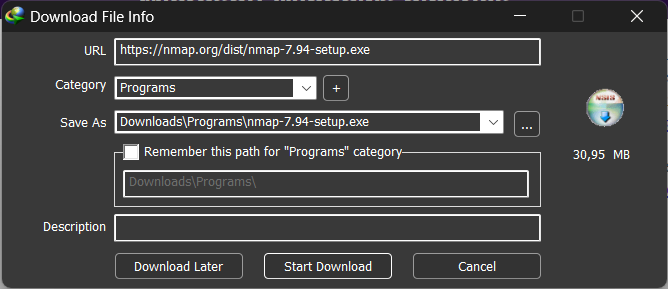 Download File Info
URL
https://nmap.org/dist/nmap-7.94-setup.exe
Category
Programs
+
Save As
Downloads\Programs\nmap-7.94-setup.exe
...
Remember this path for "Programs" category
Downloads\Programs\
30,95 MB
Description
Download Later
Start Download
Cancel